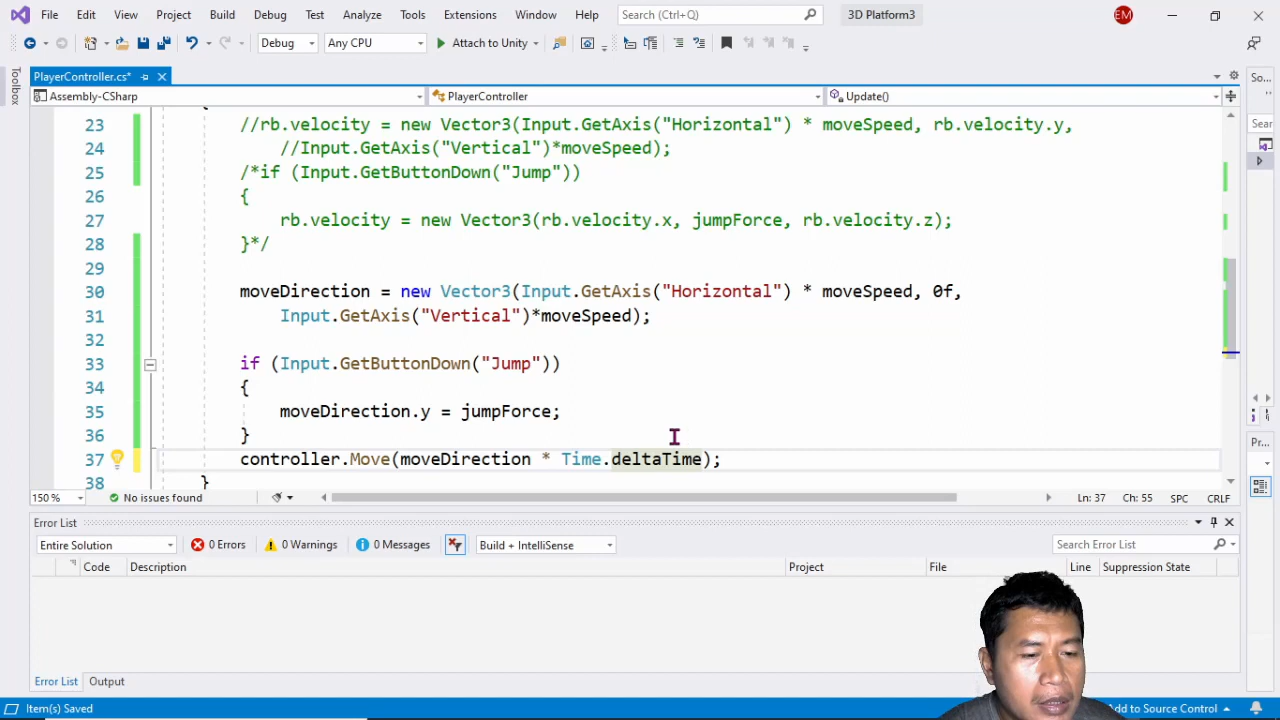 File Edit View Project Build Debug Test Analyze Tools Extensions Window Help Search (Ctrl+Q) 3D Platform3 EM
Debug Any CPU Attach to Unity
PlayerController.cs*
Toolbox
Assembly-CSharp PlayerController Update()
23 //rb.velocity = new Vector3(Input.GetAxis("Horizontal") * moveSpeed, rb.velocity.y,
24 //Input.GetAxis("Vertical")*moveSpeed);
25 /*if (Input.GetButtonDown("Jump"))
26 {
27 rb.velocity = new Vector3(rb.velocity.x, jumpForce, rb.velocity.z);
28 }*/
29
30 moveDirection = new Vector3(Input.GetAxis("Horizontal") * moveSpeed, 0f,
31 Input.GetAxis("Vertical")*moveSpeed);
32
33 if (Input.GetButtonDown("Jump"))
34 {
35 moveDirection.y = jumpForce;
36 }
37 controller.Move(moveDirection * Time.deltaTime);
38 }
So...
Sear
Pr...
150 % No issues found Ln: 37 Ch: 55 SPC CRLF
Error List
Entire Solution 0 Errors 0 Warnings 0 Messages Build + IntelliSense Search Error List
Code Description Project File Line Suppression State
Error List Output
Item(s) Saved Add to Source Control